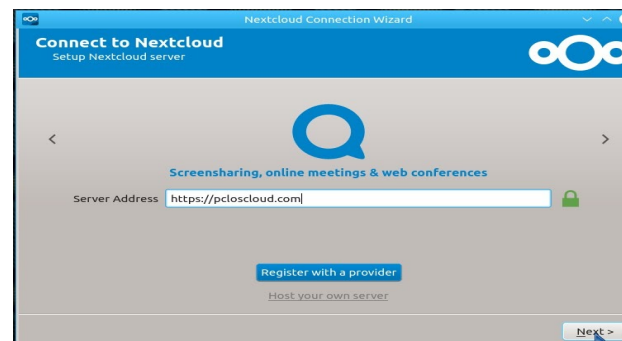 Nextcloud Connection Wizard
Connect to Nextcloud
Setup Nextcloud server
Screensharing, online meetings & web conferences
Server Address https://pcloscloud.com
Register with a provider
Host your own server
Next >